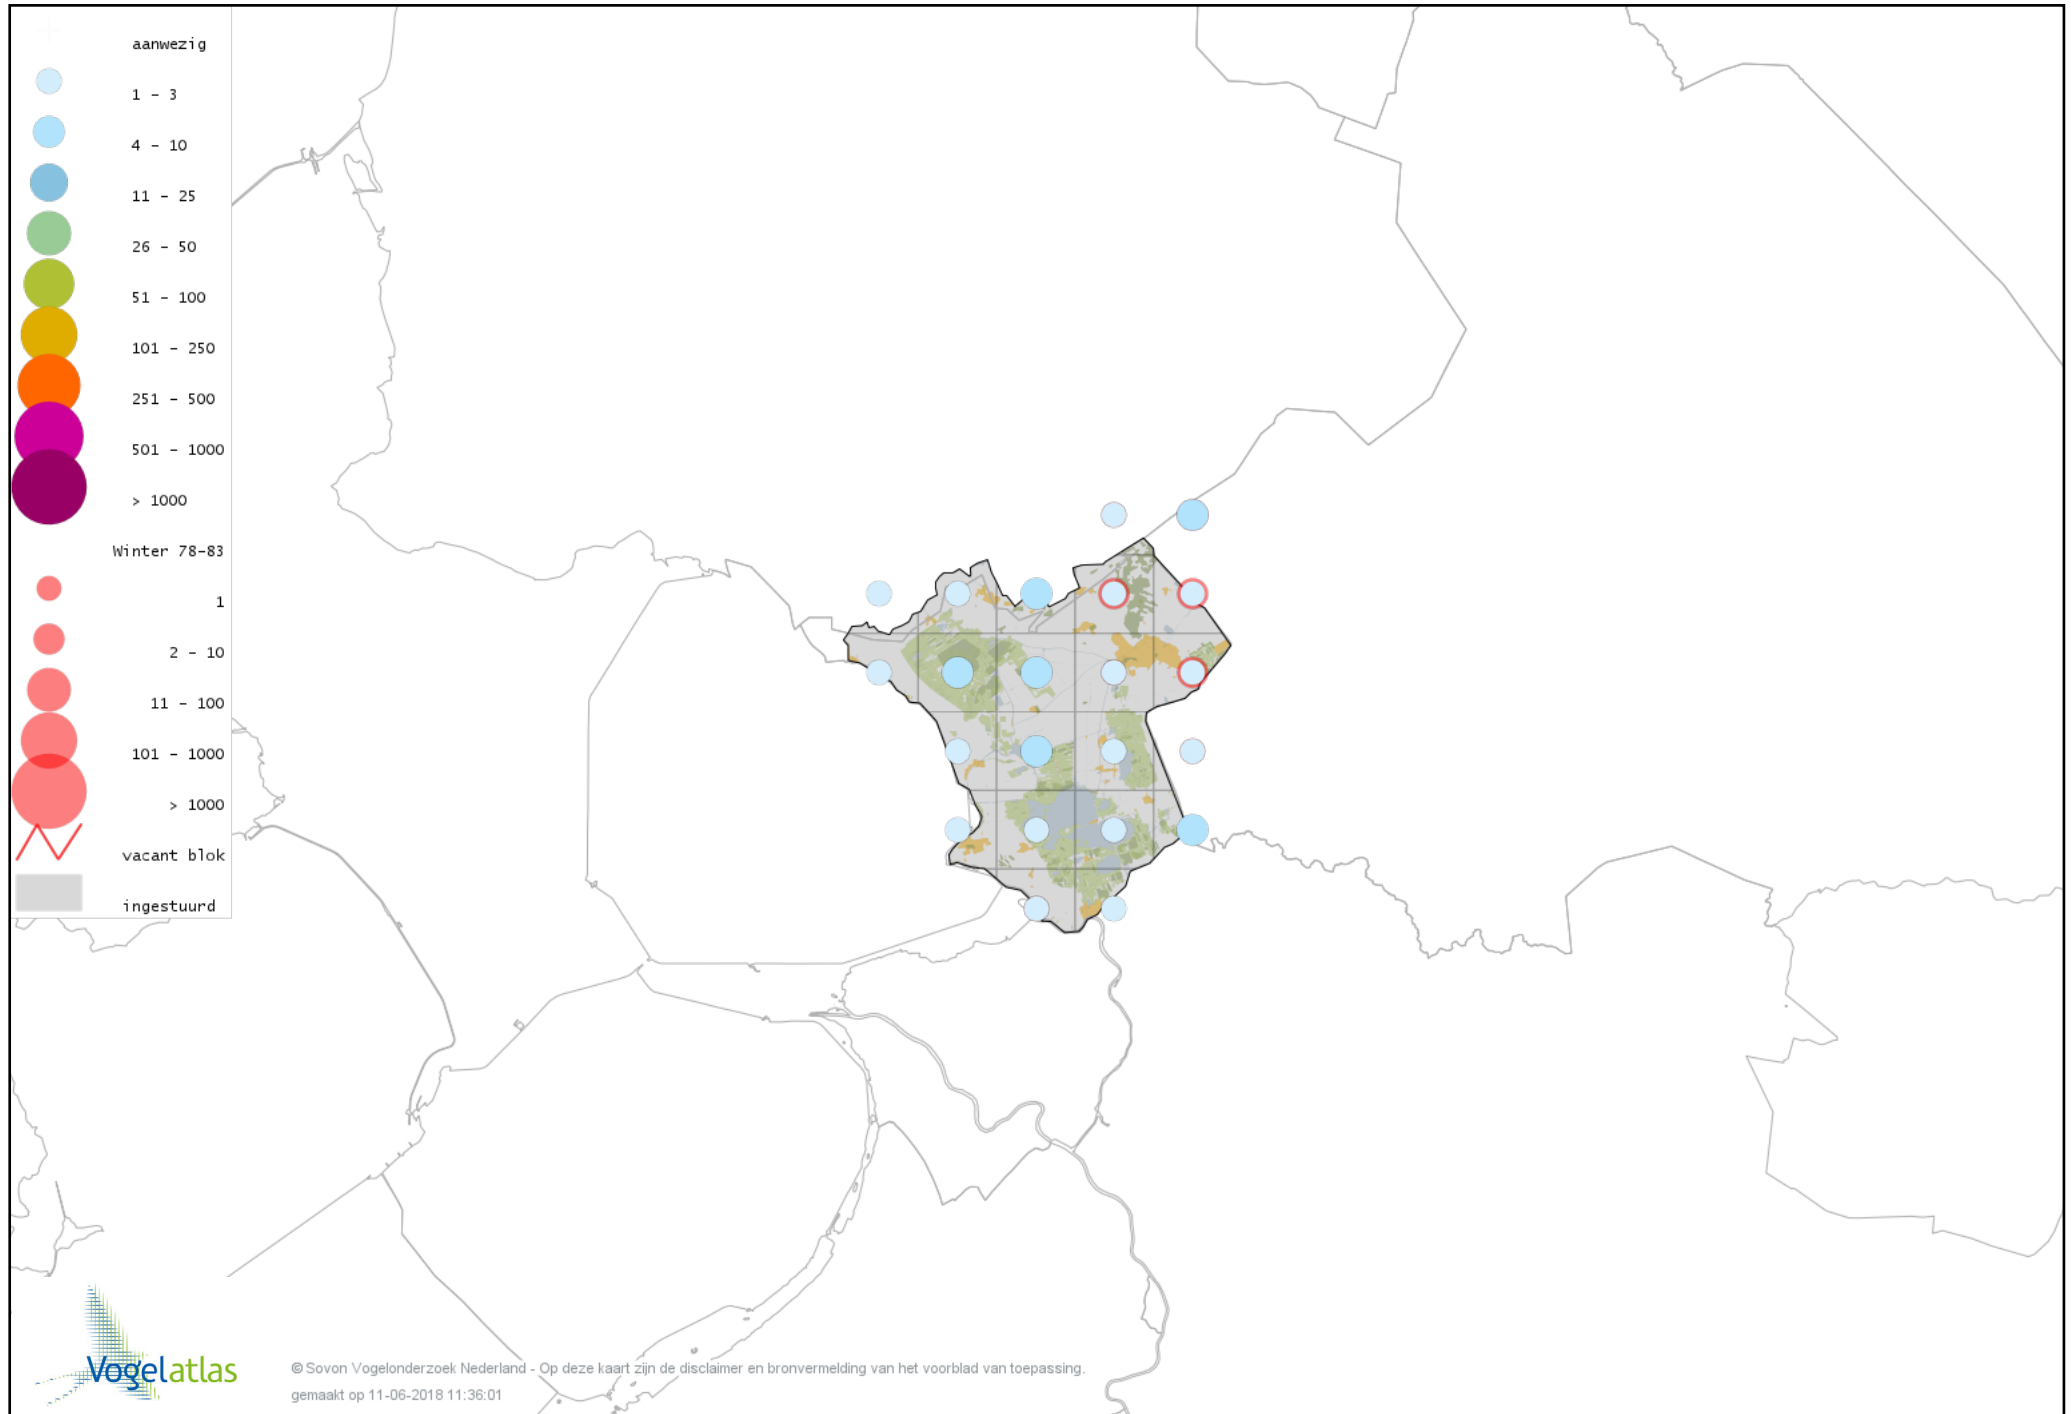 aanwezig
1 - 3
4 - 10
11 - 25
26 - 50
51 - 100
101 - 250
251 - 500
501 - 1000
> 1000
Winter 78-83
1
2 - 10
11 - 100
101 - 1000
> 1000
vacant blok
ingestuurd
Vogelatlas
© Sovon Vogelonderzoek Nederland - Op deze kaart zijn de disclaimer en bronvermelding van het voorblad van toepassing.
gemaakt op 11-06-2018 11:36:01